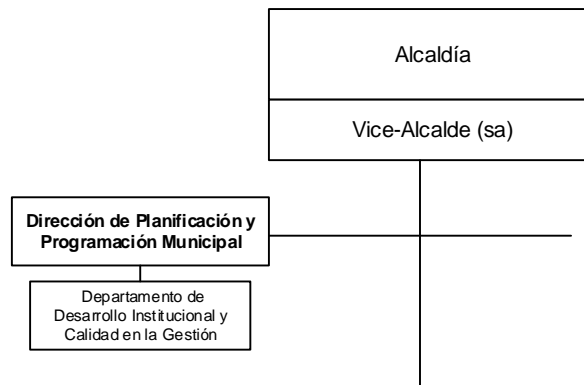 Alcaldía
Vice-Alcalde (sa)
Dirección de Planificación y
Programación Municipal
Departamento de
Desarrollo Institucional y
Calidad en la Gestión